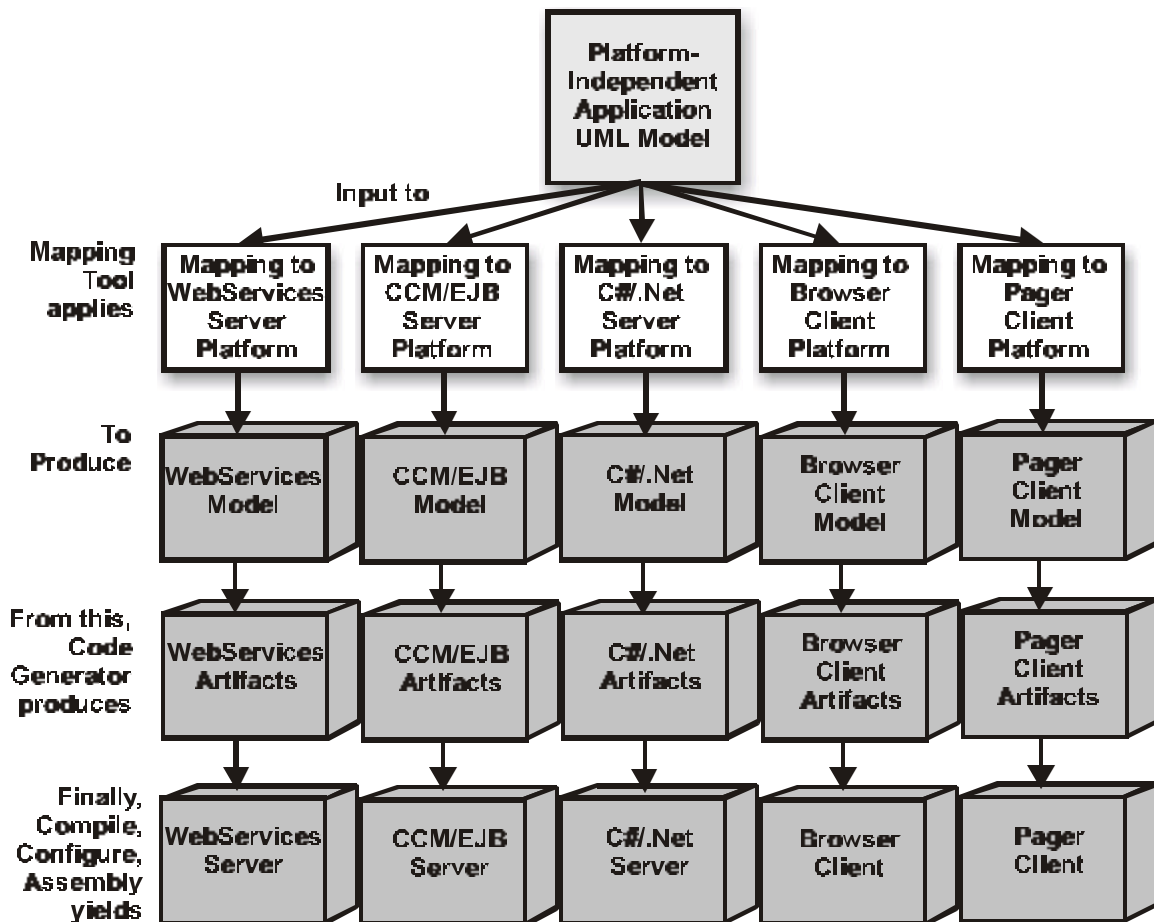 Platform-
Independent
Application
UML Model
Input to
Mapping
Tool
applies
Mapping to
WebServices
Server
Platform
Mapping to
CCM/EJB
Server
Platform
Mapping to
C#/.Net
Server
Platform
Mapping to
Browser
Client
Platform
Mapping to
Pager
Client
Platform
To
Produce
WebServices
Model
CCM/EJB
Model
C#/.Net
Model
Browser
Client
Model
Pager
Client
Model
From this,
Code
Generator
produces
WebServices
Artifacts
CCM/EJB
Artifacts
C#/.Net
Artifacts
Browser
Client
Artifacts
Pager
Client
Artifacts
Finally,
Compile,
Configure,
Assembly
yields
WebServices
Server
CCM/EJB
Server
C#/.Net
Server
Browser
Client
Pager
Client